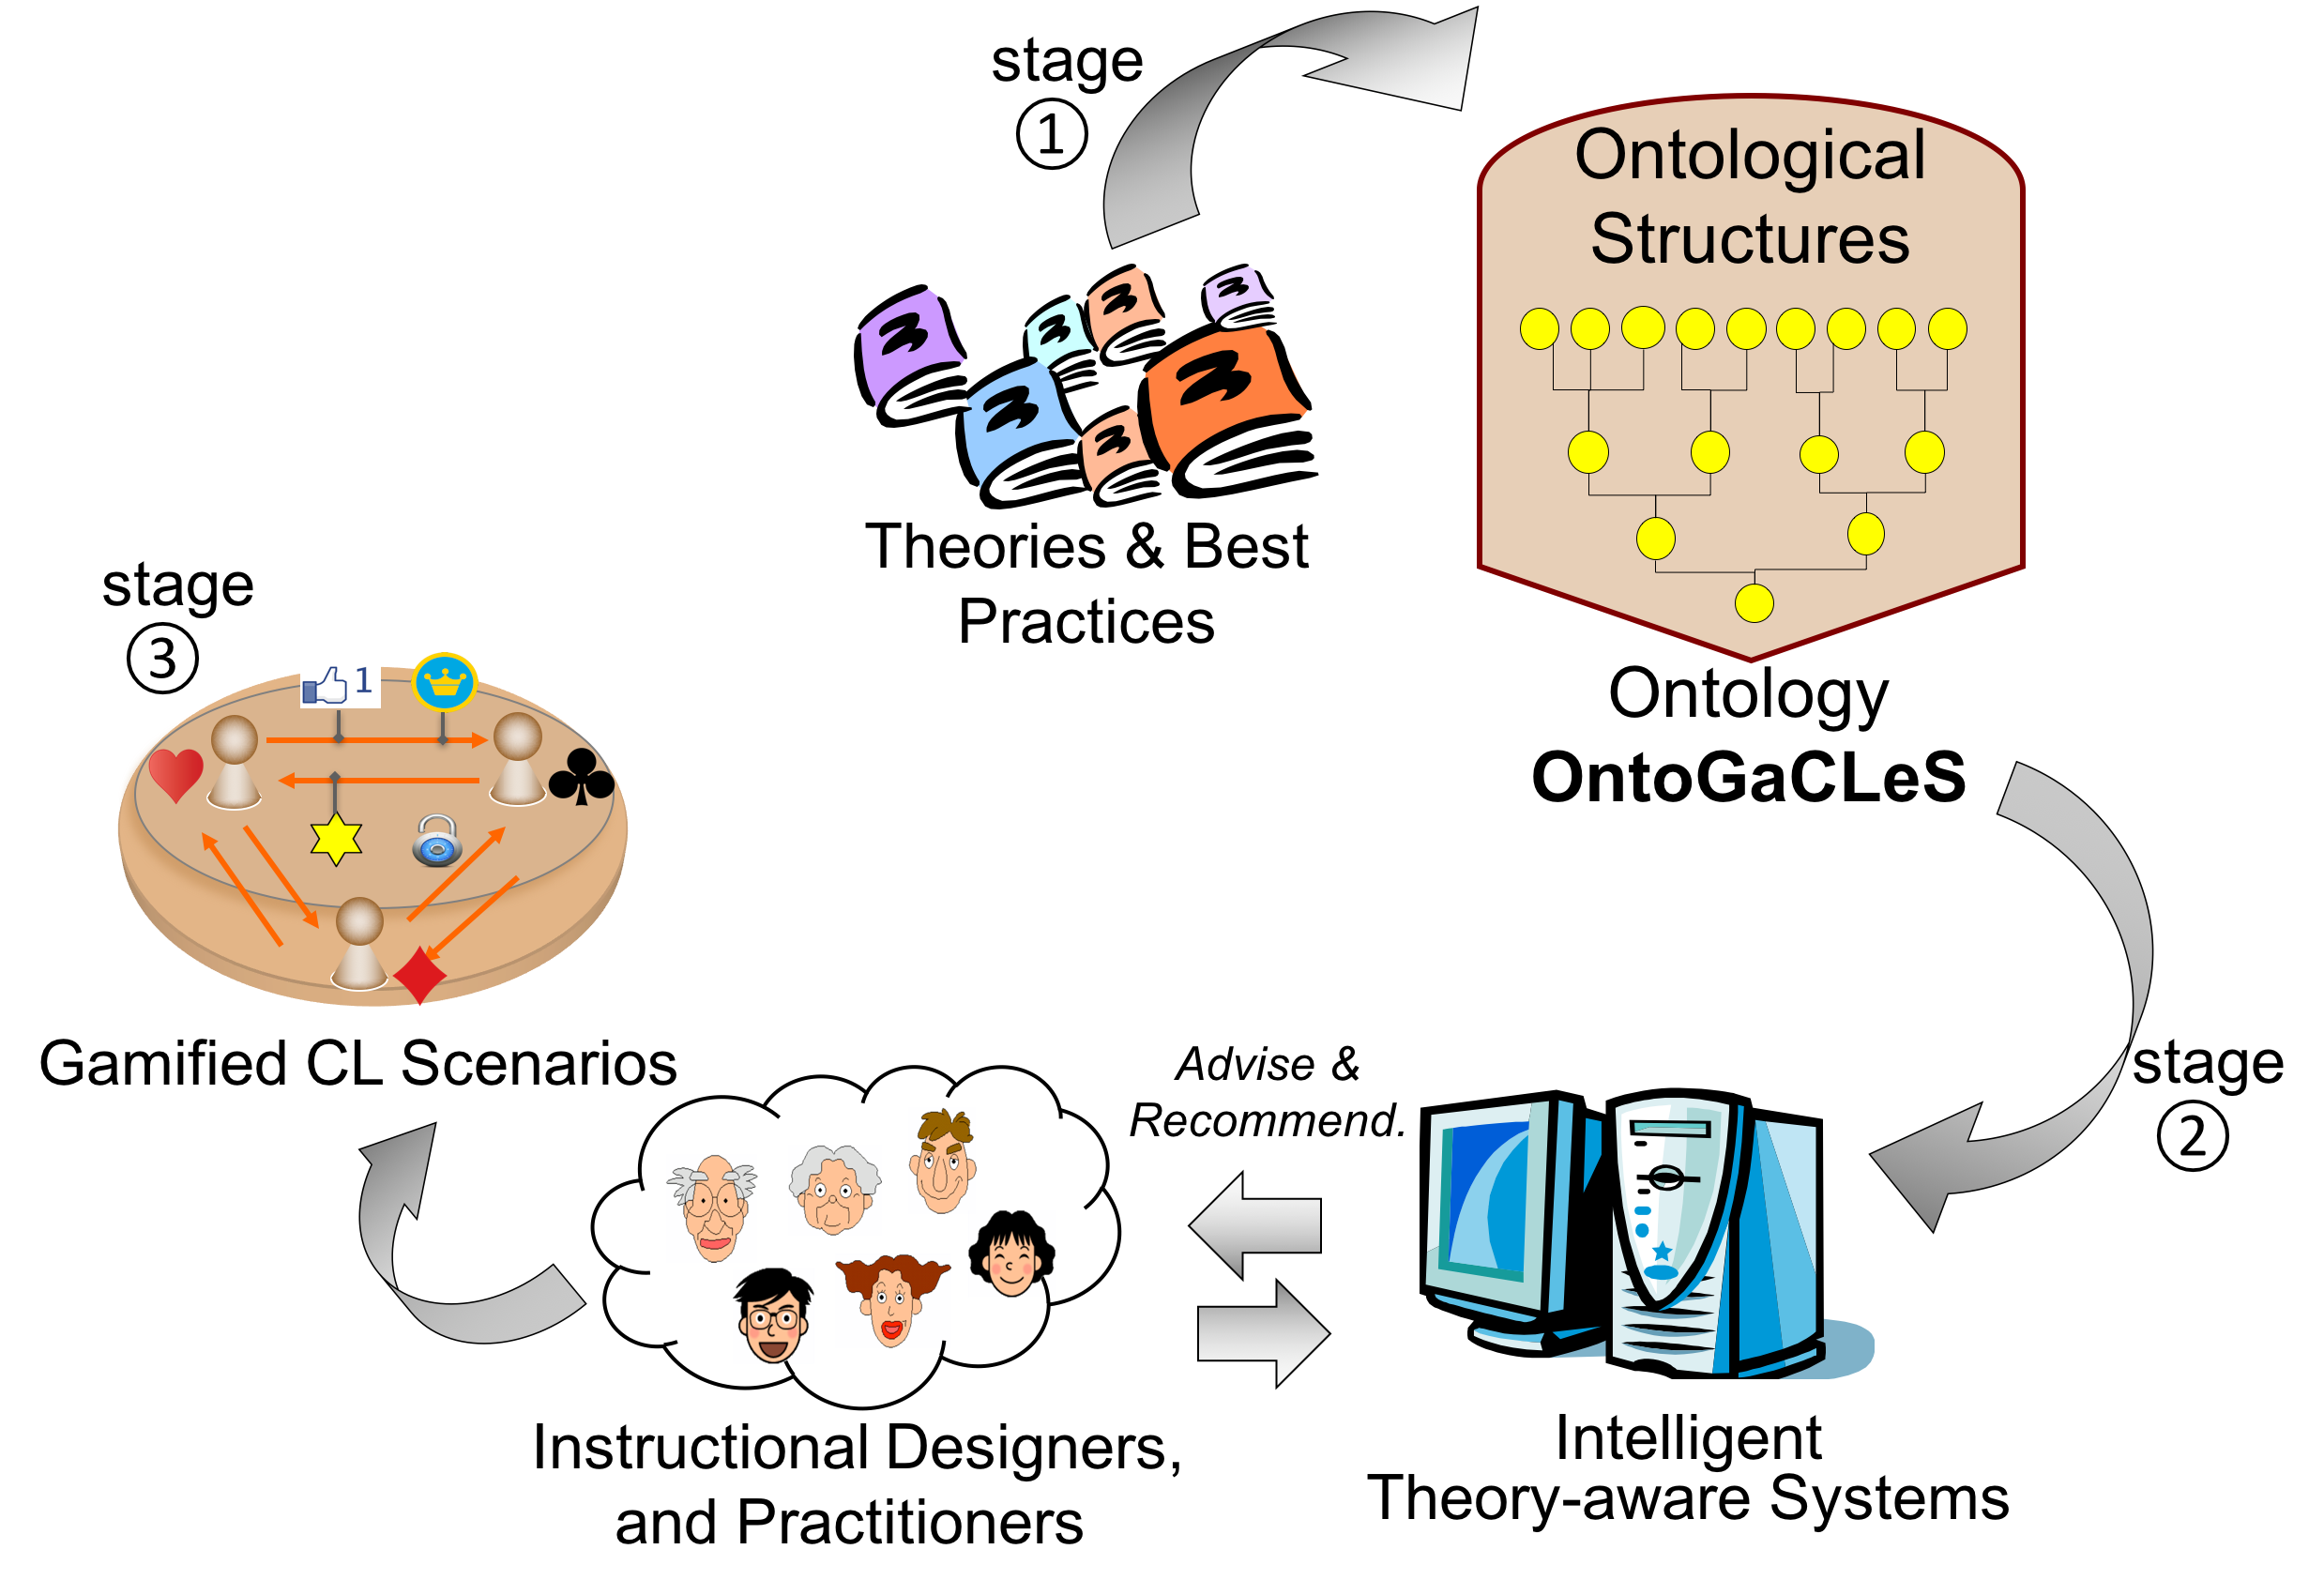 stage
1
Ontological
Structures
Theories & Best
Practices
Ontology
OntoGaCLeS
stage
3
1
Gamified CL Scenarios
stage
2
Advise &
Recommend.
Instructional Designers,
and Practitioners
Intelligent
Theory-aware Systems